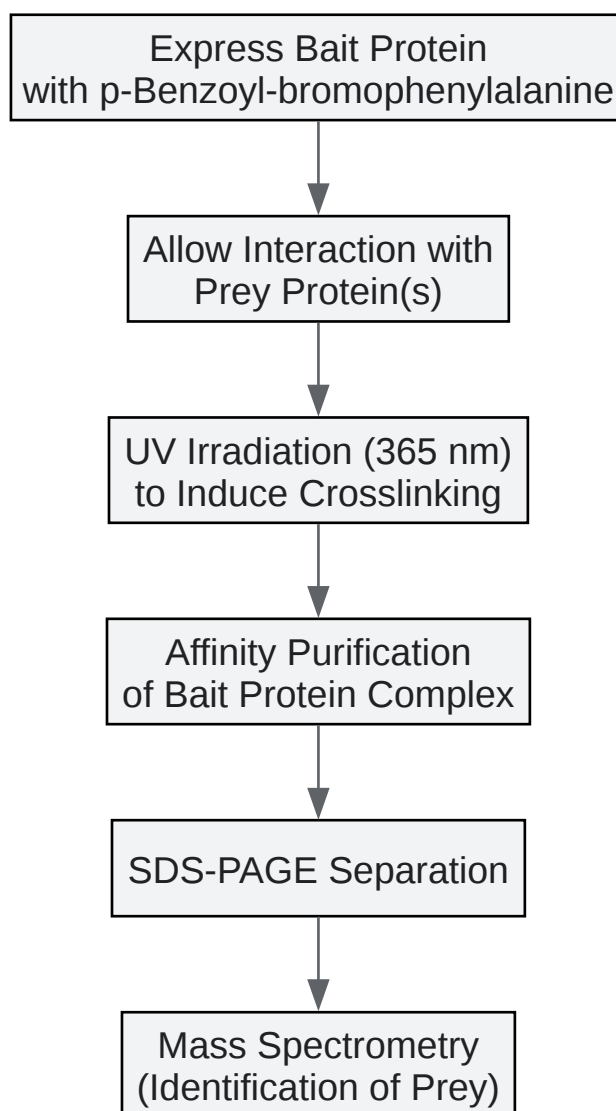 Express Bait Protein
with p-Benzoyl-bromophenylalanine
Allow Interaction with
Prey Protein(s)
UV Irradiation (365 nm)
to Induce Crosslinking
Affinity Purification
of Bait Protein Complex
SDS-PAGE Separation
Mass Spectrometry
(Identification of Prey)